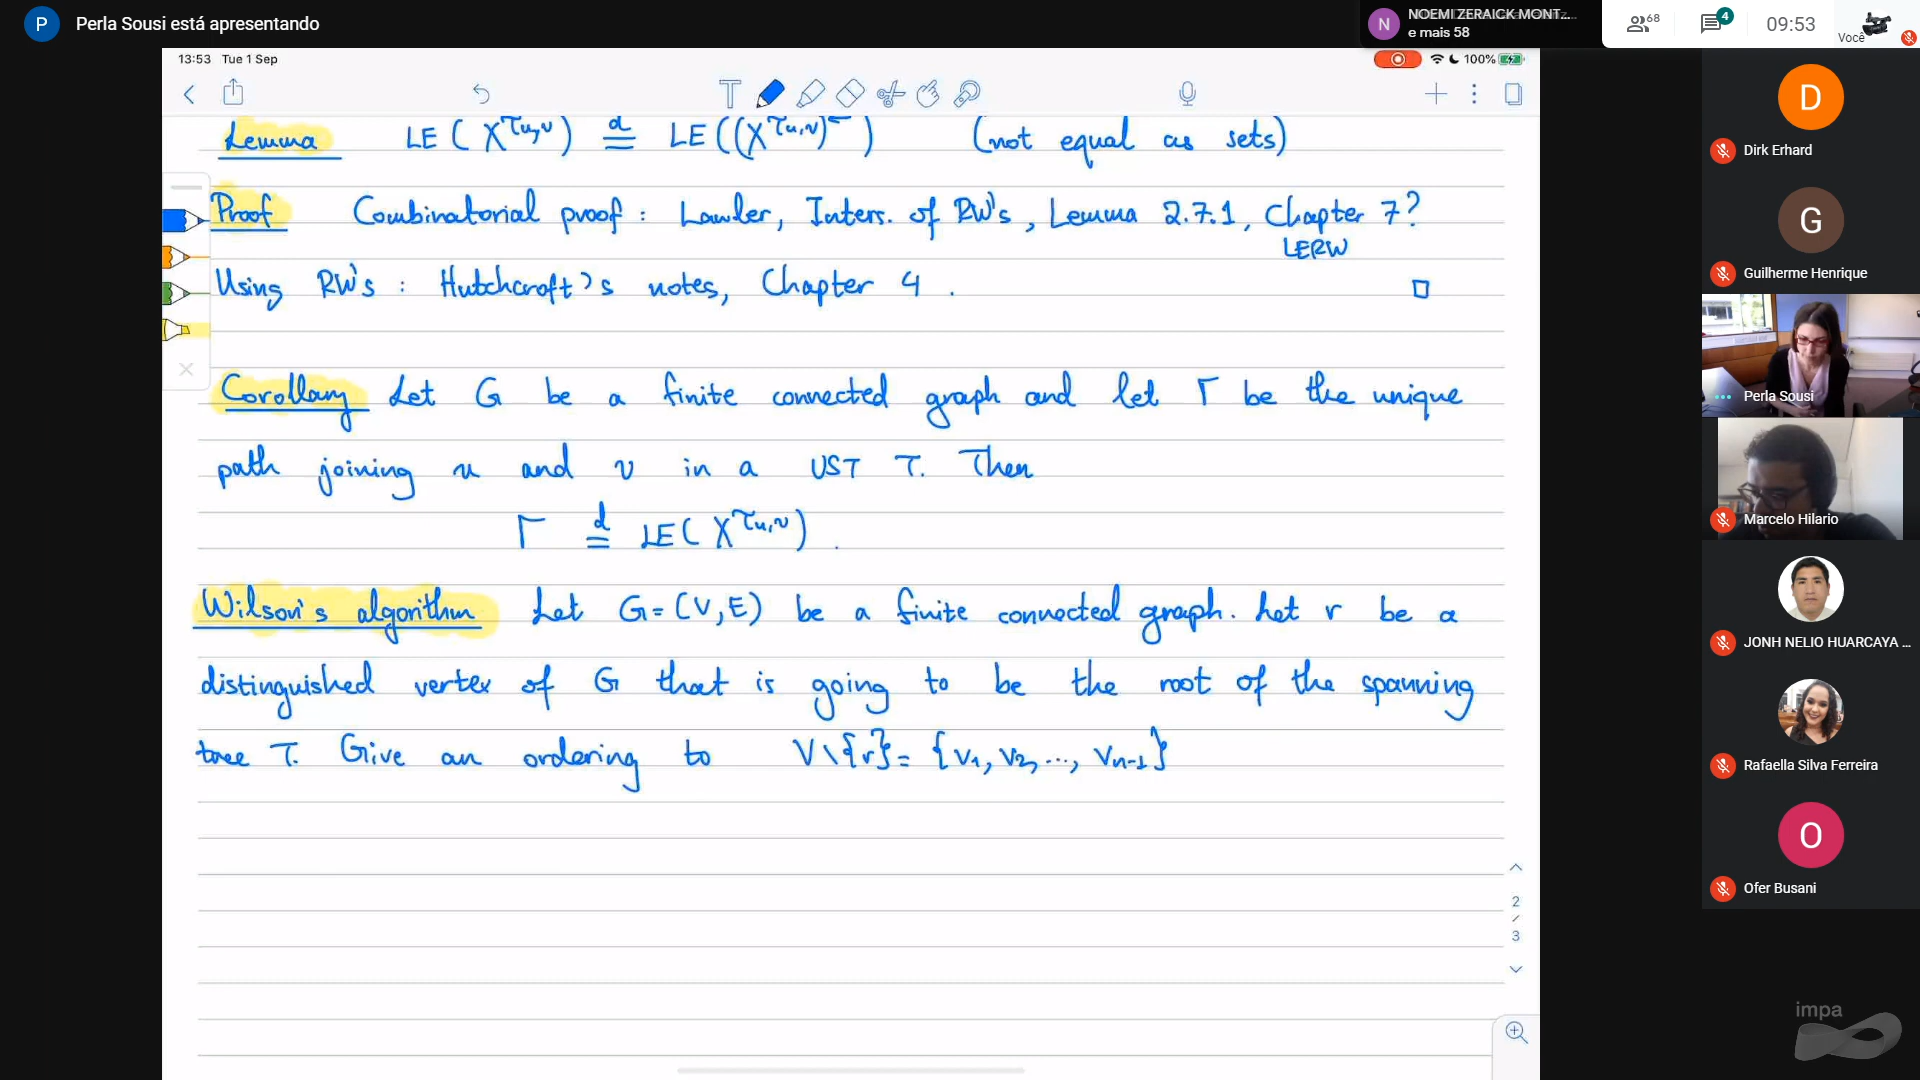 P Perla Sousi está apresentando
N NOEMI ZERAICK MONT...
e mais 58
68
4
09:53
Você
13:53 Tue 1 Sep
100%
Lemma LE(X^{τ_{u,v}}) \stackrel{d}{=} LE((X^{τ_{u,v}})^←) (not equal as sets)
Proof Combinatorial proof: Lawler, Inters. of RW's, Lemma 2.7.1, Chapter 7?
LERW
Using RW's : Hutchcroft's notes, Chapter 4. □
Corollary Let G be a finite connected graph and let Γ be the unique
path joining u and v in a UST T. Then
Γ \stackrel{d}{=} LE(X^{τ_{u,v}}).
Wilson's algorithm Let G=(V,E) be a finite connected graph. Let r be a
distinguished vertex of G that is going to be the root of the spanning
tree T. Give an ordering to V\{r} = {v₁, v₂, ..., v_{n-1}}
2
/
3
D
Dirk Erhard
G
Guilherme Henrique
Perla Sousi
Marcelo Hilario
JONH NELIO HUARCAYA ...
Rafaella Silva Ferreira
O
Ofer Busani
impa